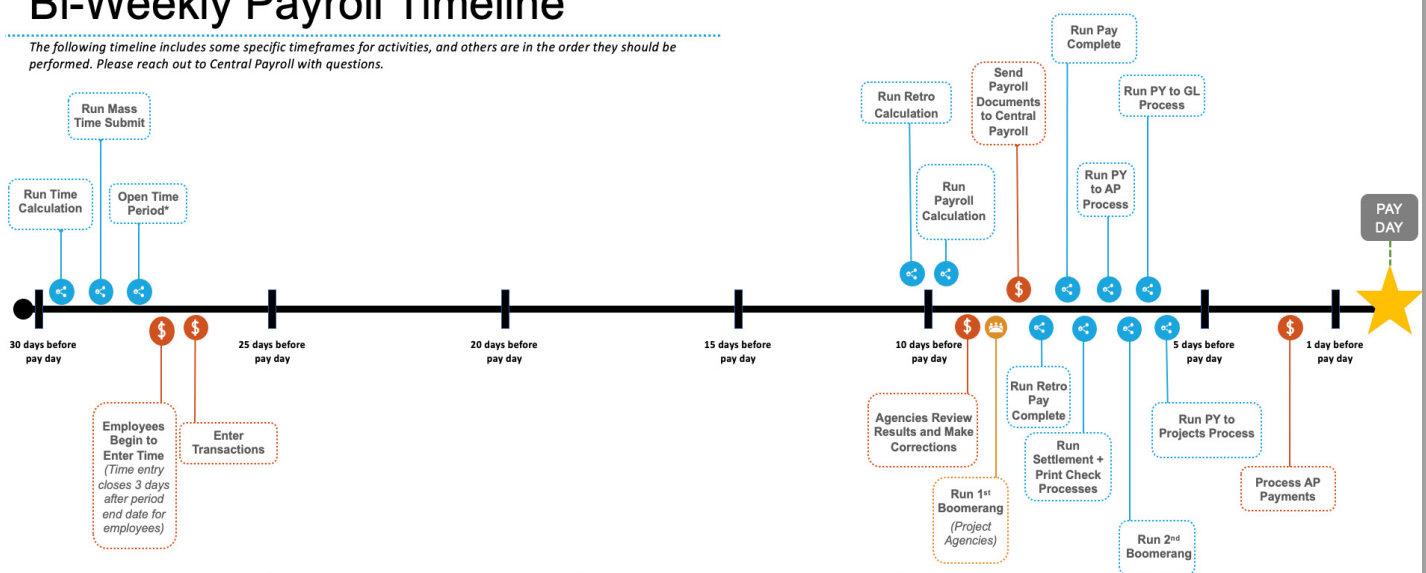 Bi-Weekly Payroll Timeline
The following timeline includes some specific timeframes for activities, and others are in the order they should be
performed. Please reach out to Central Payroll with questions.
Run Time
Calculation
Run Mass
Time Submit
Open Time
Period*
Run Retro
Calculation
Run
Payroll
Calculation
Send
Payroll
Documents
to Central
Payroll
Run Pay
Complete
Run PY
to AP
Process
Run PY to GL
Process
PAY
DAY
$
$
$
$
$
30 days before
pay day
25 days before
pay day
20 days before
pay day
15 days before
pay day
10 days before
pay day
5 days before
pay day
1 day before
pay day
Employees
Begin to
Enter Time
(Time entry
closes 3 days
after period
end date for
employees)
Enter
Transactions
Agencies Review
Results and Make
Corrections
Run 1st
Boomerang
(Project
Agencies)
Run Retro
Pay
Complete
Run
Settlement +
Print Check
Processes
Run 2nd
Boomerang
Run PY to
Projects Process
Process AP
Payments